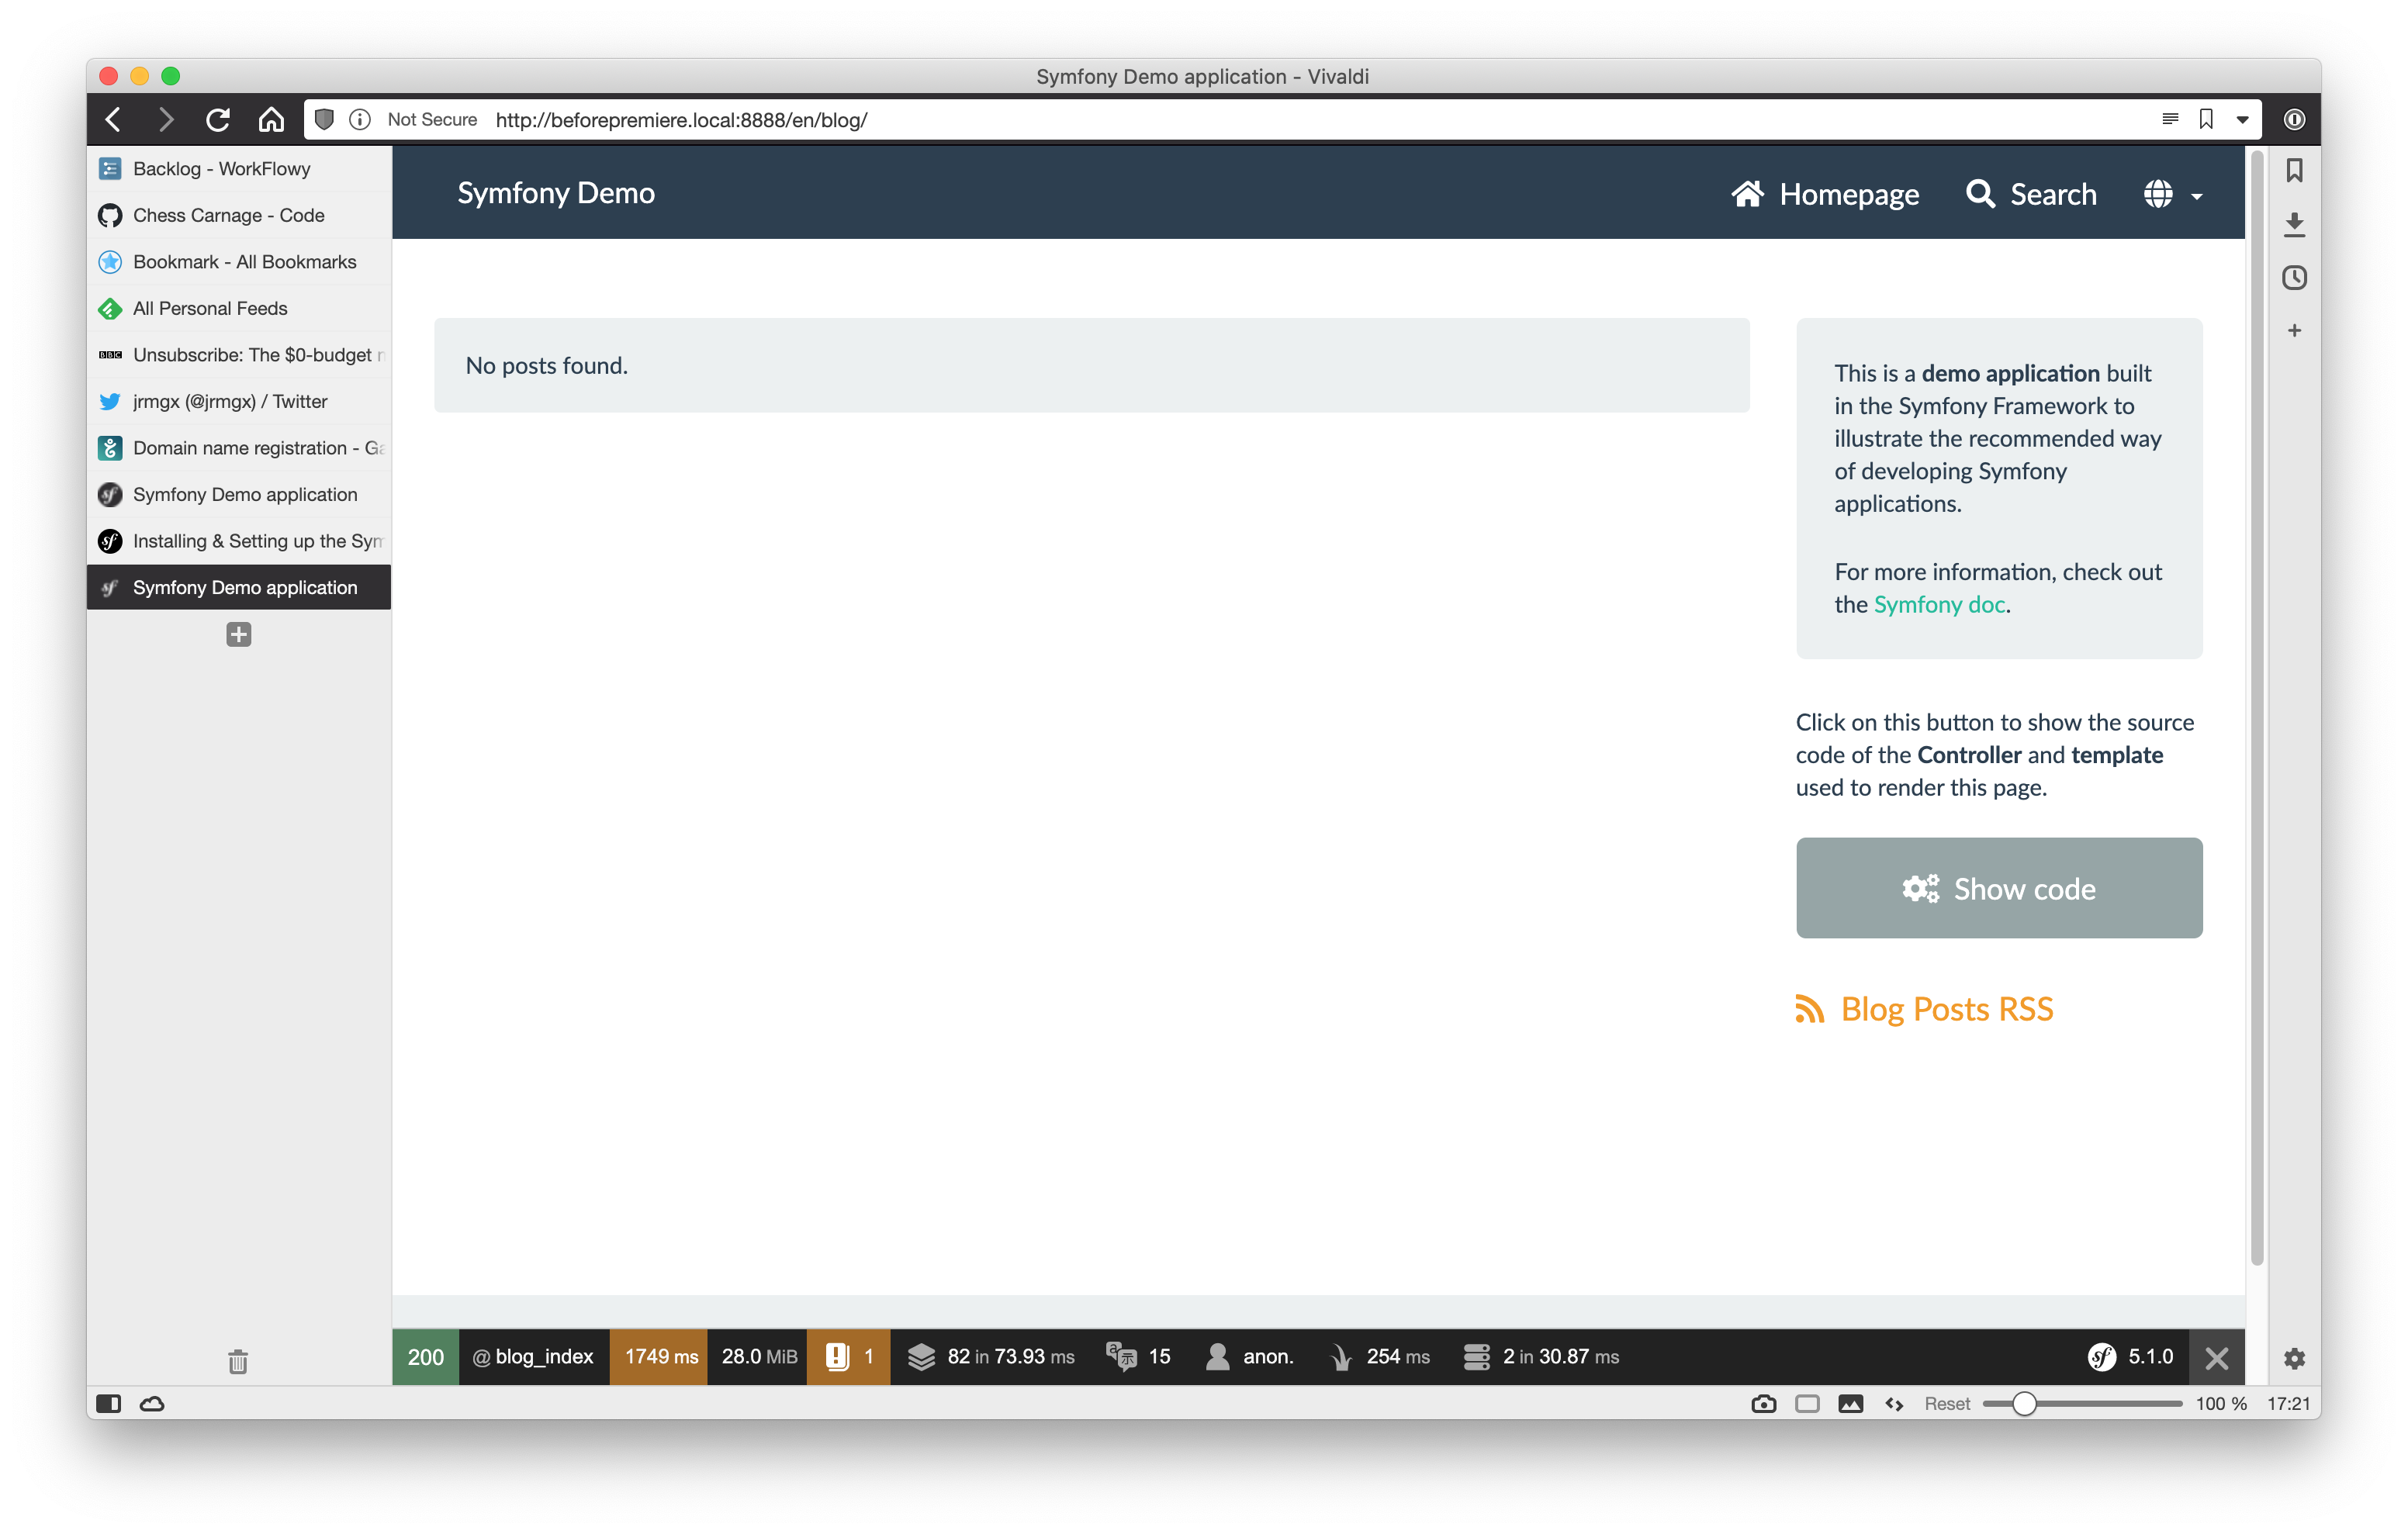 Symfony Demo application - Vivaldi
Not Secure http://beforepremiere.local:8888/en/blog/
Backlog - WorkFlowy
Chess Carnage - Code
Bookmark - All Bookmarks
All Personal Feeds
BBC Unsubscribe: The $0-budget
jrmgx (@jrmgx) / Twitter
Domain name registration - Ga
Symfony Demo application
Installing & Setting up the Sym
Symfony Demo application
Symfony Demo
Homepage Search
No posts found.
This is a demo application built
in the Symfony Framework to
illustrate the recommended way
of developing Symfony
applications.
For more information, check out
the Symfony doc.
Click on this button to show the source
code of the Controller and template
used to render this page.
Show code
Blog Posts RSS
200 @ blog_index 1749 ms 28.0 MiB 1 82 in 73.93 ms 15 anon. 254 ms 2 in 30.87 ms sf 5.1.0
Reset 100 % 17:21